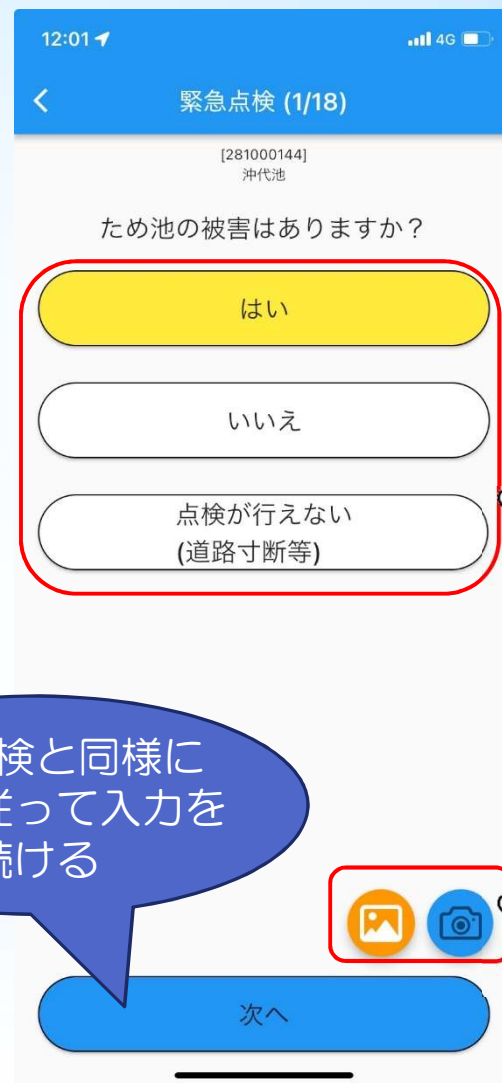 12:01
4G
緊急点検 (1/18)
[281000144]
沖代池
ため池の被害はありますか？
はい
いいえ
点検が行えない
(道路寸断等)
検と同様に
従って入力を
続ける
次へ